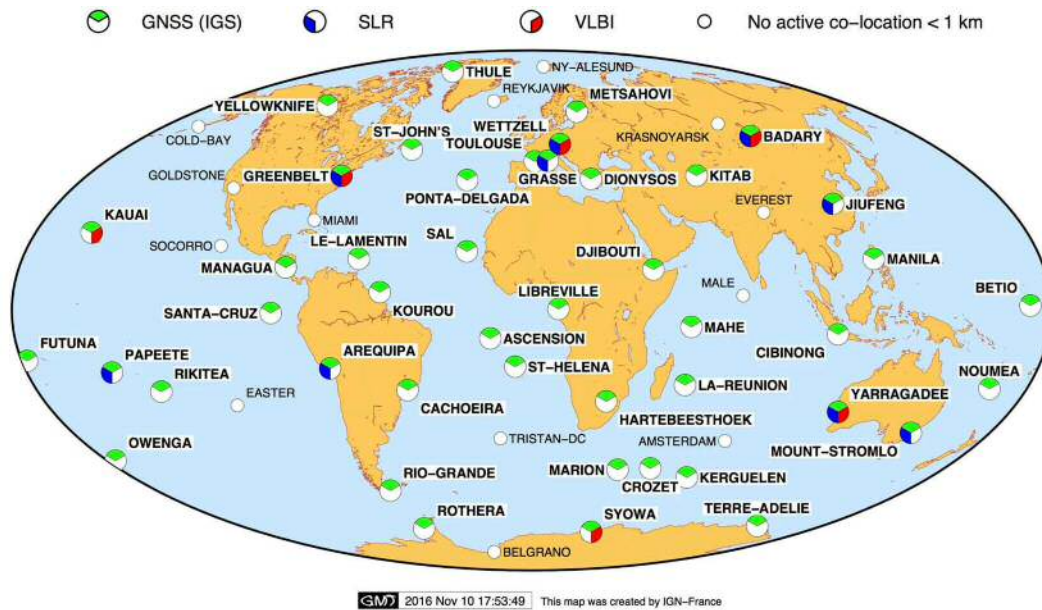 GNSS (IGS) SLR VLBI No active co-location < 1 km
THULE
NY-ALESUND
REYKJAVIK
METSAHOVI
YELLOWKNIFE
COLD-BAY
ST-JOHN'S
WETTZELL
KRASNOYARSK
BADARY
TOULOUSE
GOLDSTONE
GREENBELT
GRASSE
DIONYSOS
KITAB
PONTA-DELGADA
EVEREST
JIUFENG
KAUAI
MIAMI
SOCORRO
LE-LAMENTIN
SAL
DJIBOUTI
MANAGUA
MANILA
MALE
BETIO
LIBREVILLE
SANTA-CRUZ
KOUROU
MAHE
ASCENSION
FUTUNA
AREQUIPA
CIBINONG
PAPEETE
ST-HELENA
NOUMEA
RIKITEA
LA-REUNION
YARRAGADEE
EASTER
CACHOEIRA
HARTEBEESTHOEK
OWENGA
TRISTAN-DC
AMSTERDAM
MOUNT-STROMLO
RIO-GRANDE
MARION
CROZET
KERGUELEN
ROTHERA
SYOWA
TERRE-ADELIE
BELGRANO
GMT 2016 Nov 10 17:53:49 This map was created by IGN-France